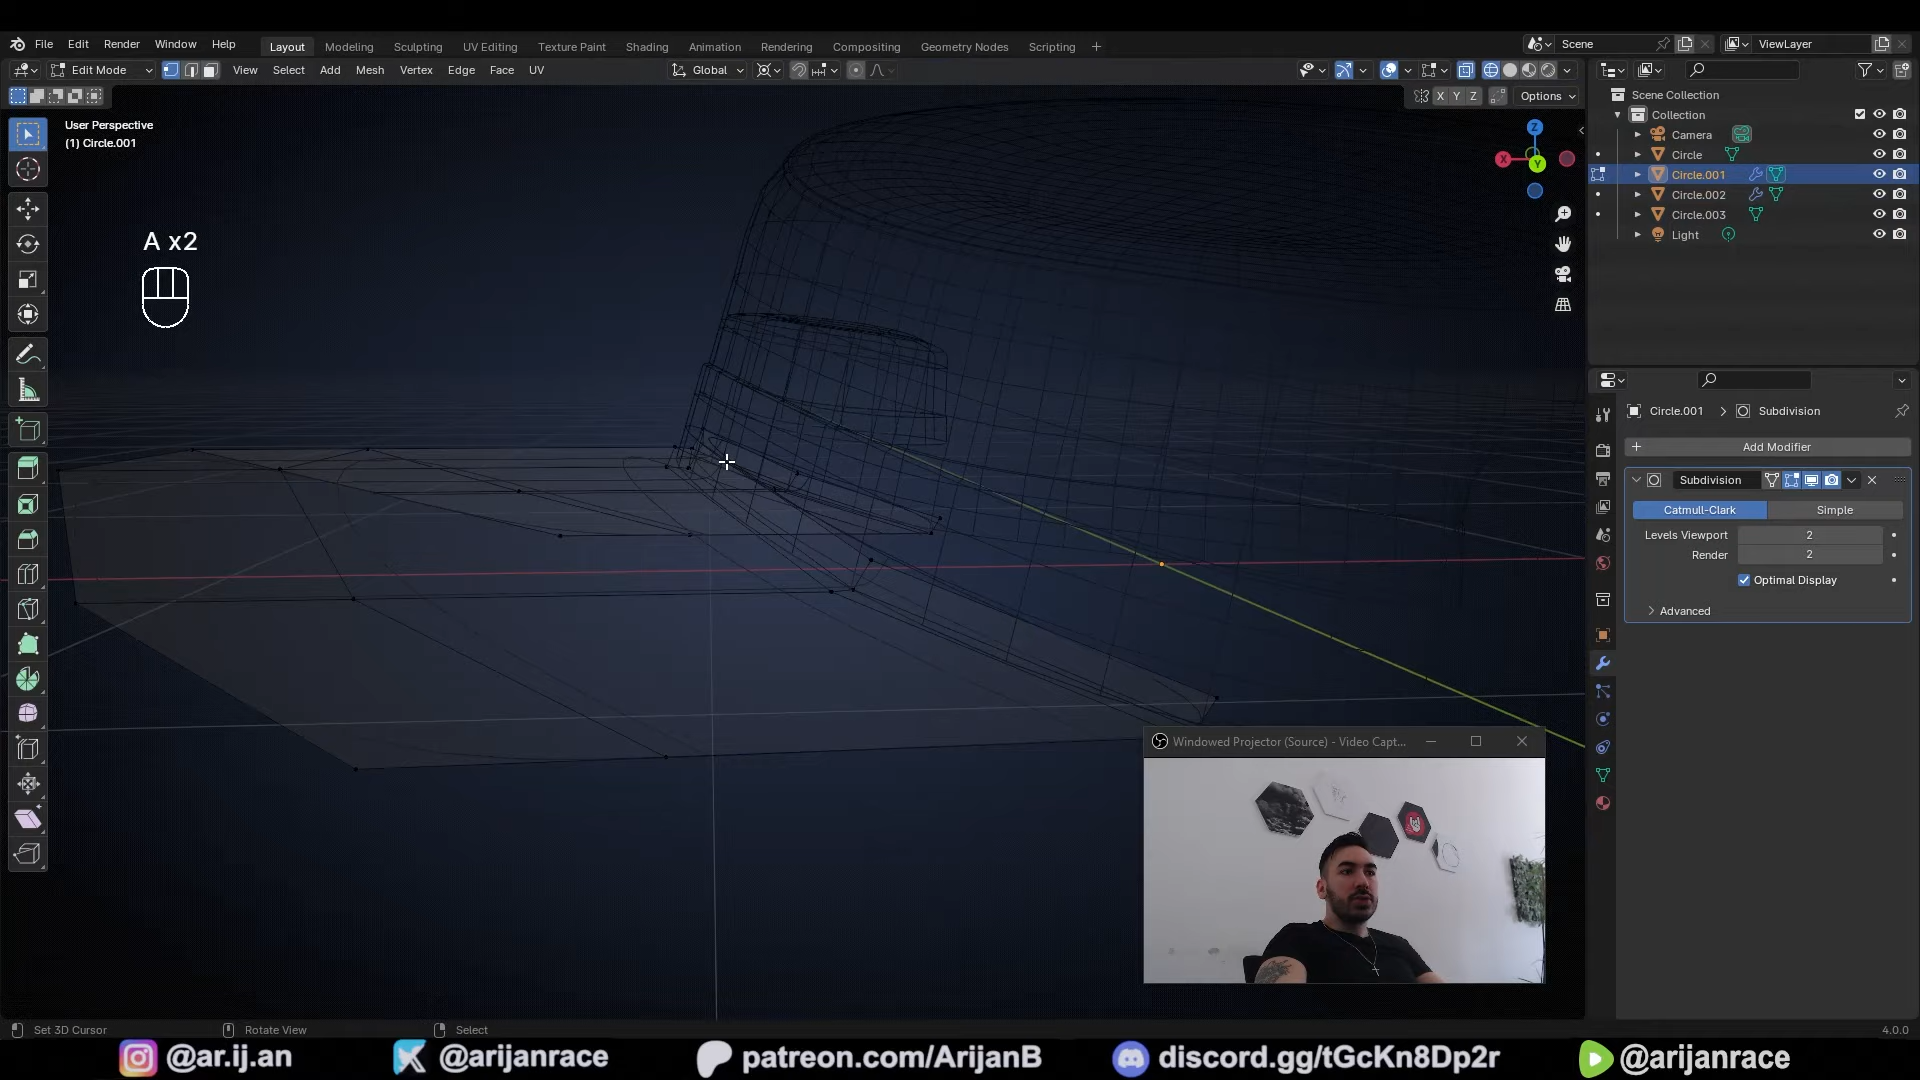 File Edit Render Window Help Layout Modeling Sculpting UV Editing Texture Paint Shading Animation Rendering Compositing Geometry Nodes Scripting + Scene ViewLayer
Edit Mode View Select Add Mesh Vertex Edge Face UV Global
X Y Z Options
User Perspective
(1) Circle.001
A x2
Z
X
Y
Scene Collection
Collection
Camera
Circle
Circle.001
Circle.002
Circle.003
Light
Circle.001 > Subdivision
+ Add Modifier
Subdivision
Catmull-Clark Simple
Levels Viewport 2
Render 2
Optimal Display
Advanced
Windowed Projector (Source) - Video Capt...
Set 3D Cursor Rotate View Select 4.0.0
@ar.ij.an @arijanrace patreon.com/ArijanB discord.gg/tGcKn8Dp2r @arijanrace